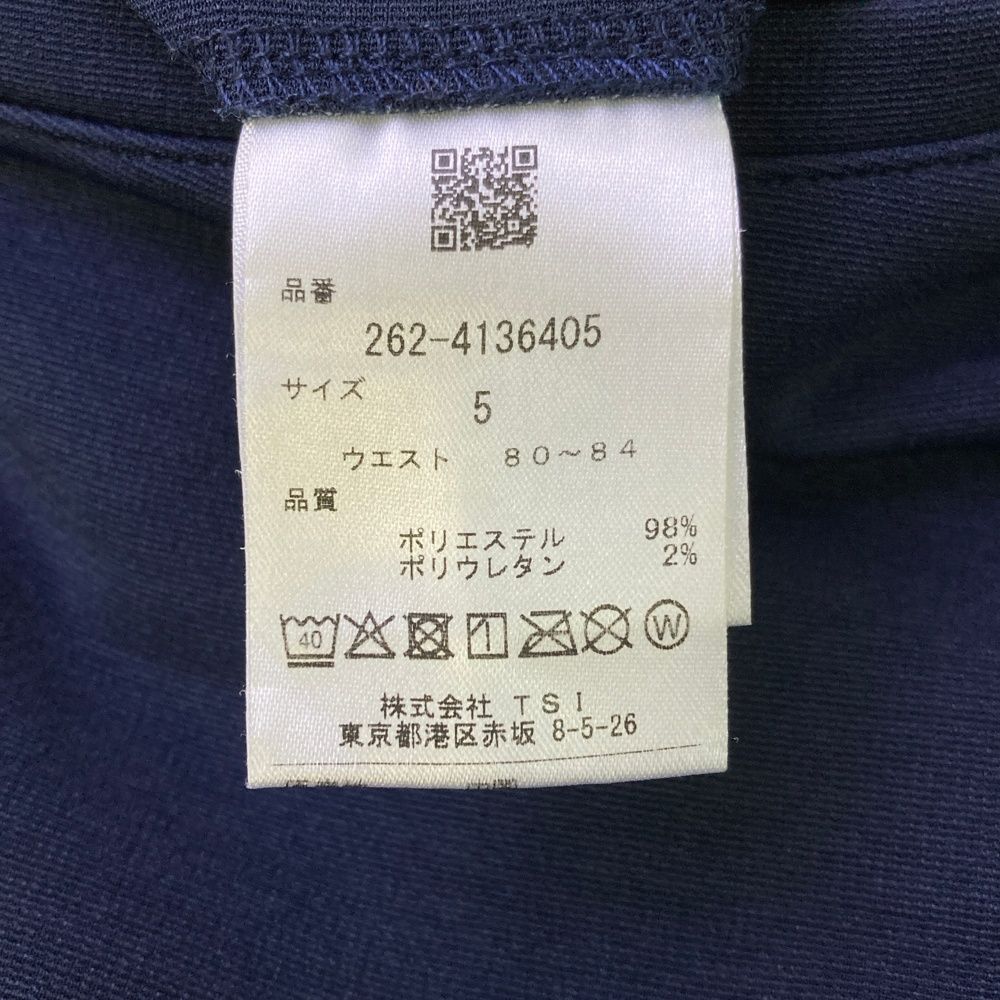 品番
262-4136405
サイズ
5
ウエスト 80～84
品質
ポリエステル 98%
ポリウレタン 2%
40 W
株式会社 TSI
東京都港区赤坂 8-5-26